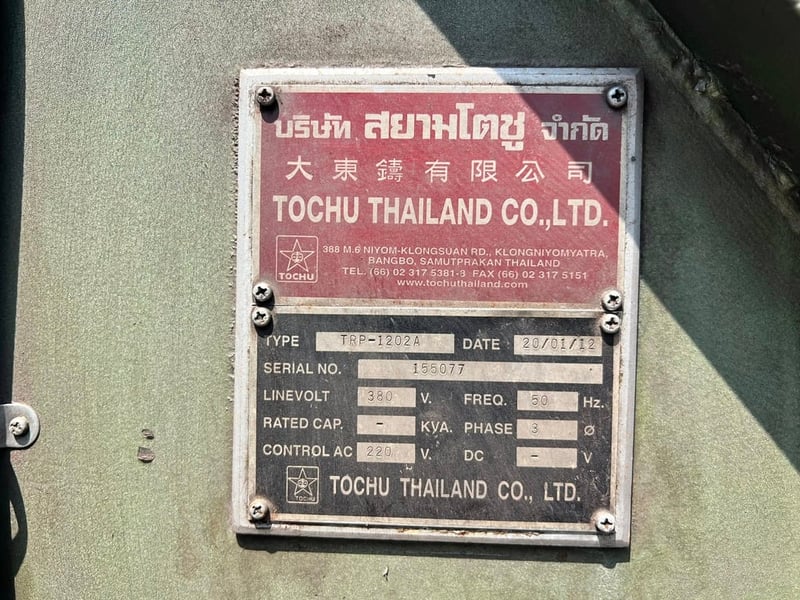 บริษัท สยามโตชู จำกัด
大東鑄有限公司
TOCHU THAILAND CO.,LTD.
TOCHU
388 M.6 NIYOM-KLONGSUAN RD., KLONGNIYOMYATRA,
BANGBO, SAMUTPRAKAN THAILAND
TEL. (66) 02 317 5381-3 FAX (66) 02 317 5151
www.tochuthailand.com
TYPE TRP-1202A DATE 20/01/12
SERIAL NO. 155077
LINEVOLT 380 V. FREQ. 50 Hz.
RATED CAP. - KVA. PHASE 3 Ø
CONTROL AC 220 V. DC - V
TOCHU TOCHU THAILAND CO., LTD.